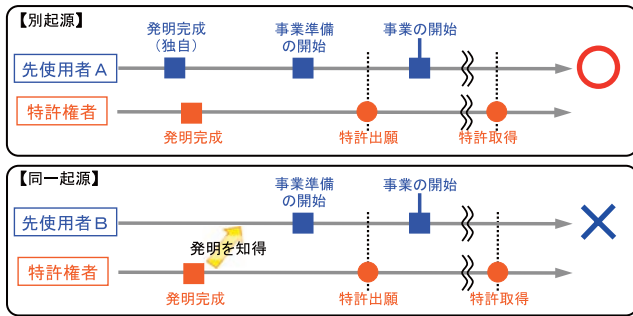 【別起源】
発明完成
（独自）
事業準備
の開始
事業の開始
先使用者A
特許権者
発明完成
特許出願
特許取得
【同一起源】
事業準備
の開始
事業の開始
先使用者B
発明を知得
特許権者
発明完成
特許出願
特許取得